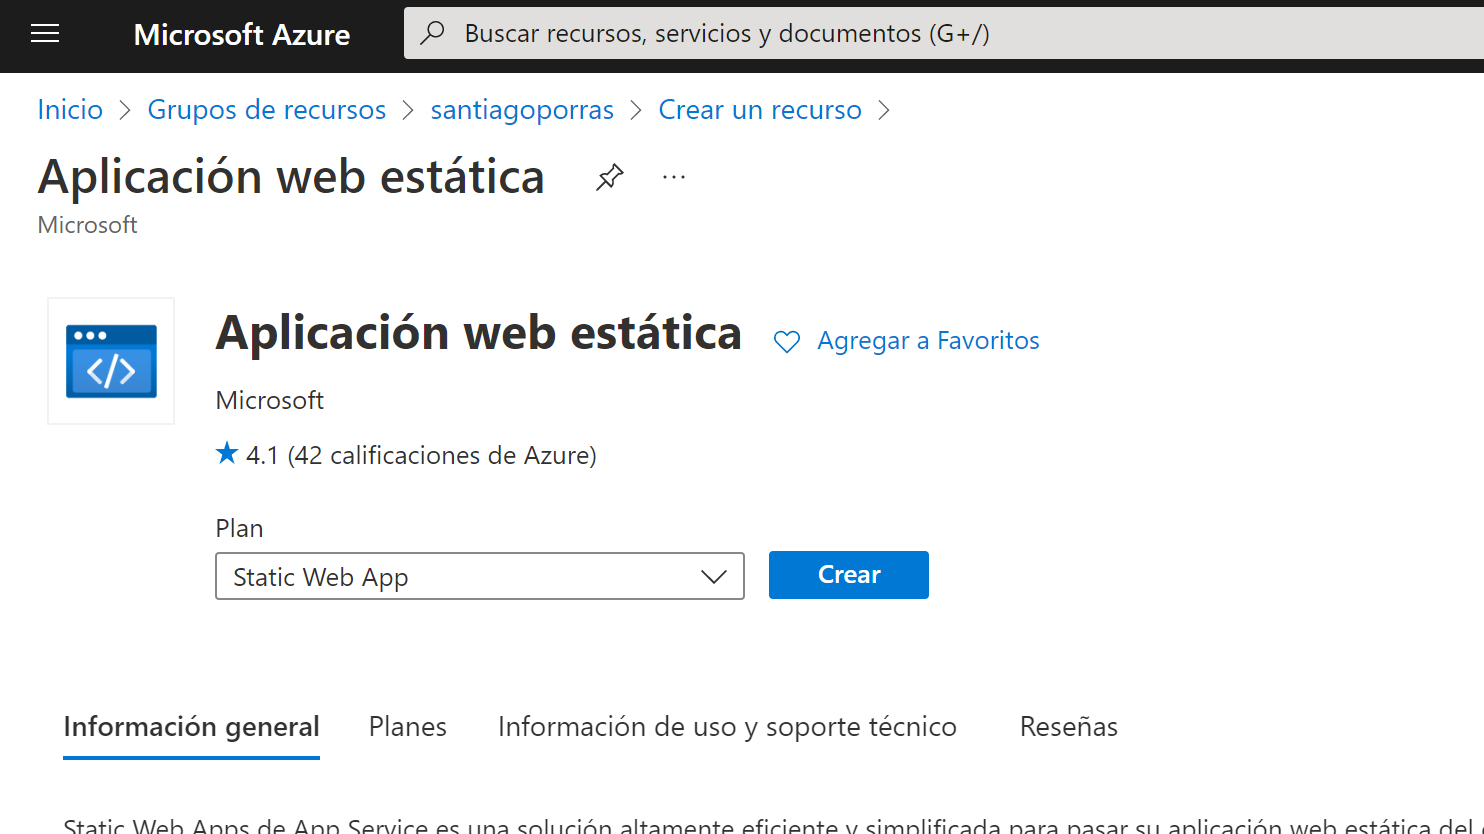 Microsoft Azure
Buscar recursos, servicios y documentos (G+/)
Inicio > Grupos de recursos > santiagoporras > Crear un recurso >
Aplicación web estática
Microsoft
</>
Aplicación web estática
Agregar a Favoritos
Microsoft
4.1 (42 calificaciones de Azure)
Plan
Static Web App
Crear
Información general
Planes
Información de uso y soporte técnico
Reseñas
Static Web Apps de App Service es una solución altamente eficiente y simplificada para pasar su aplicación web estática del